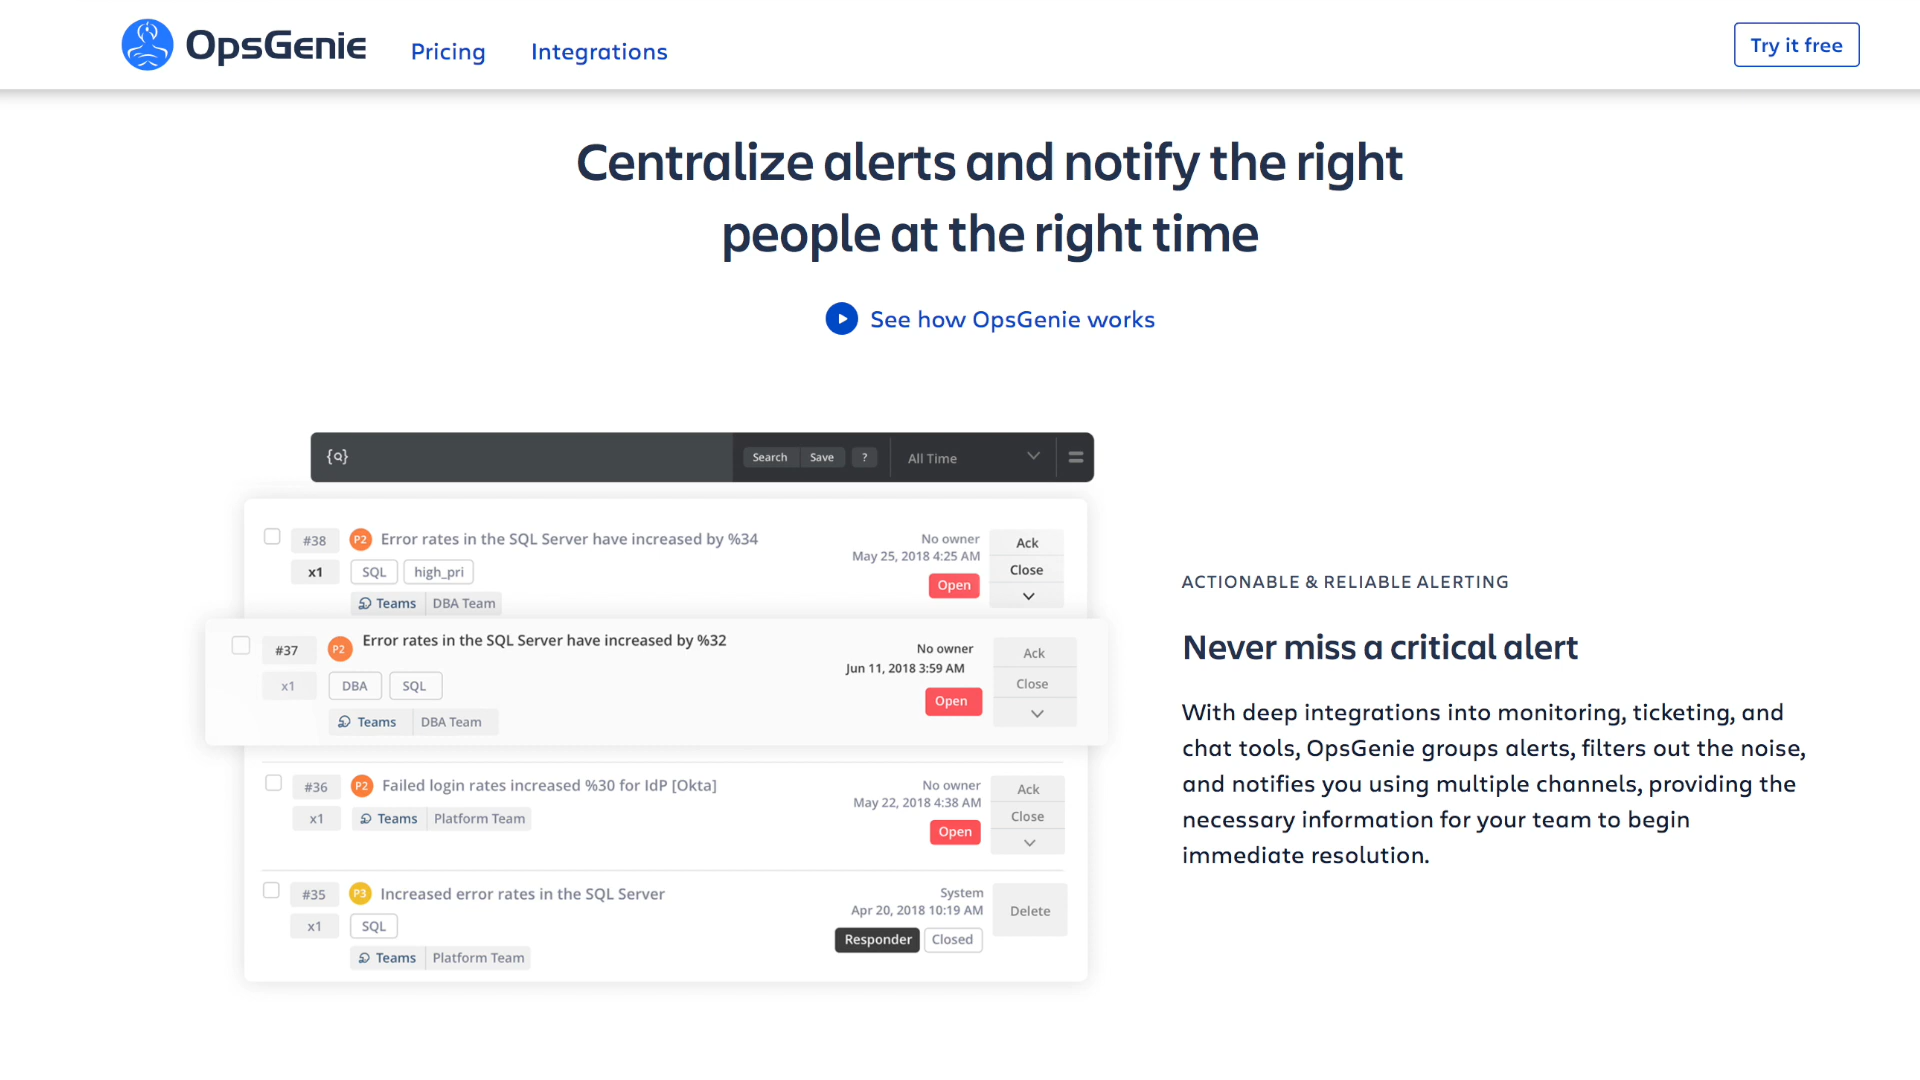 OpsGenie
Pricing
Integrations
Try it free
Centralize alerts and notify the right
people at the right time
See how OpsGenie works
Search
Save
?
All Time
#38
P2
Error rates in the SQL Server have increased by %34
x1
SQL
high_pri
Teams
DBA Team
No owner
May 25, 2018 4:25 AM
Open
Ack
Close
#37
P2
Error rates in the SQL Server have increased by %32
x1
DBA
SQL
Teams
DBA Team
No owner
Jun 11, 2018 3:59 AM
Open
Ack
Close
#36
P2
Failed login rates increased %30 for IdP [Okta]
x1
Teams
Platform Team
No owner
May 22, 2018 4:38 AM
Open
Ack
Close
#35
P3
Increased error rates in the SQL Server
x1
SQL
Teams
Platform Team
System
Apr 20, 2018 10:19 AM
Responder
Closed
Delete
ACTIONABLE & RELIABLE ALERTING
Never miss a critical alert
With deep integrations into monitoring, ticketing, and
chat tools, OpsGenie groups alerts, filters out the noise,
and notifies you using multiple channels, providing the
necessary information for your team to begin
immediate resolution.